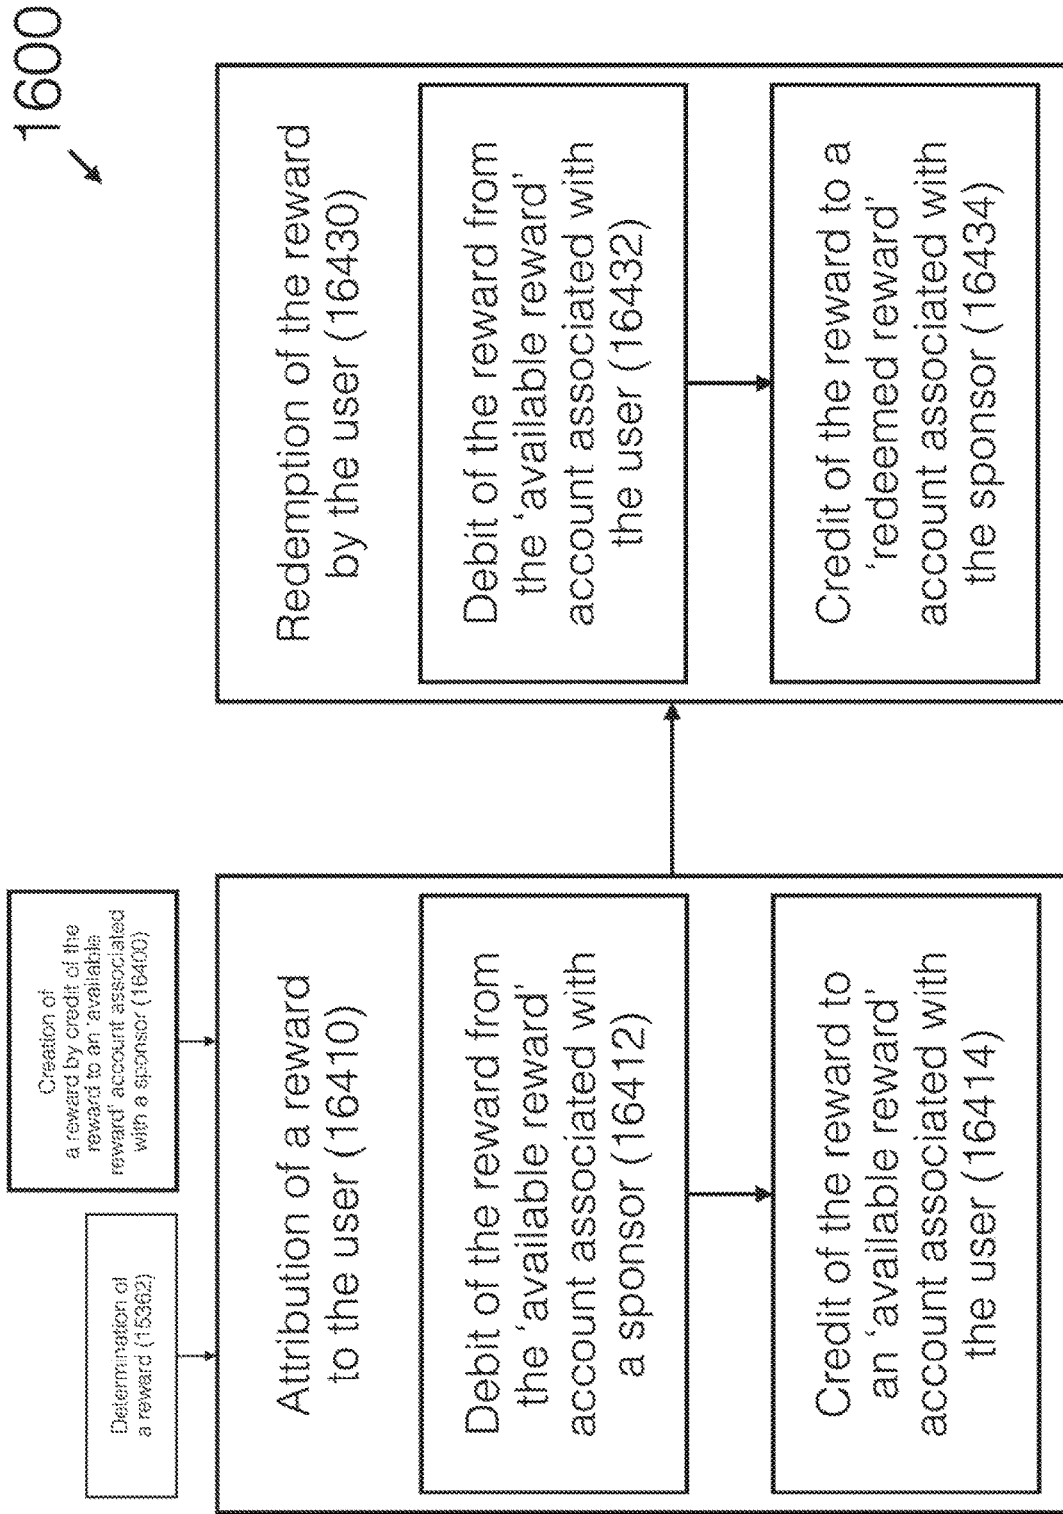 1600
Determination of
a reward (15362)
Creation of
a reward by credit of the
reward to an 'available
reward' account associated
with a sponsor (16400)
Attribution of a reward
to the user (16410)
Debit of the reward from
the 'available reward'
account associated with
a sponsor (16412)
Credit of the reward to
an 'available reward'
account associated with
the user (16414)
Redemption of the reward
by the user (16430)
Debit of the reward from
the 'available reward'
account associated with
the user (16432)
Credit of the reward to a
'redeemed reward'
account associated with
the sponsor (16434)